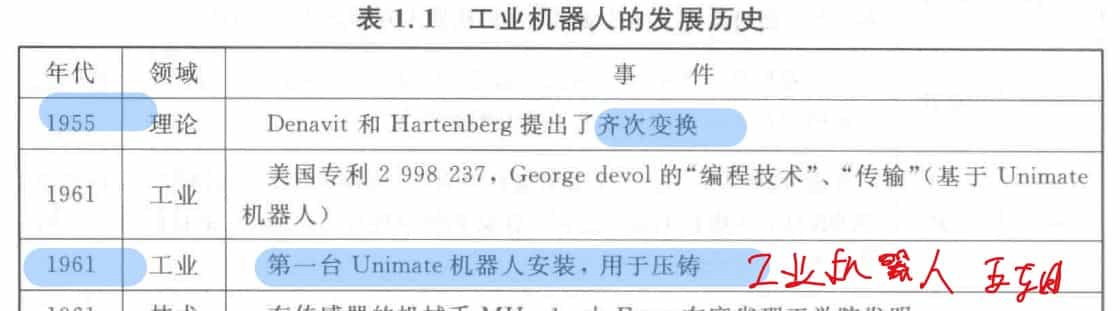 表 1.1 工业机器人的发展历史
年代 领域 事 件
1955 理论 Denavit 和 Hartenberg 提出了齐次变换
1961 工业 美国专利 2 998 237，George devol 的“编程技术”、“传输”（基于 Unimate
机器人）
1961 工业 第一台 Unimate 机器人安装，用于压铸 工业机器人